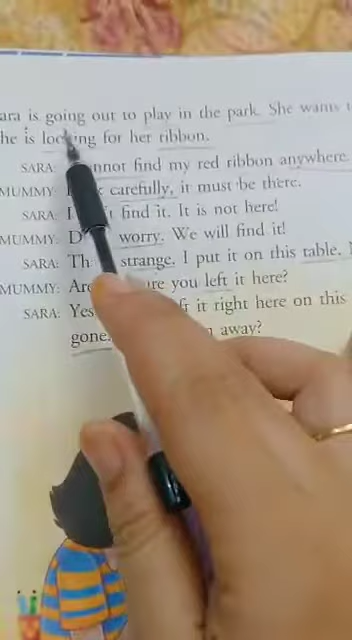 ara is going out to play in the park. She wants t
he is looking for her ribbon.
SARA: nnot find my red ribbon anywhere.
MUMMY: carefully, it must be there.
SARA: I find it. It is not here!
MUMMY: worry. We will find it!
SARA: strange. I put it on this table.
MUMMY: Are you left it here?
SARA: Yes it right here on this
gone. away?